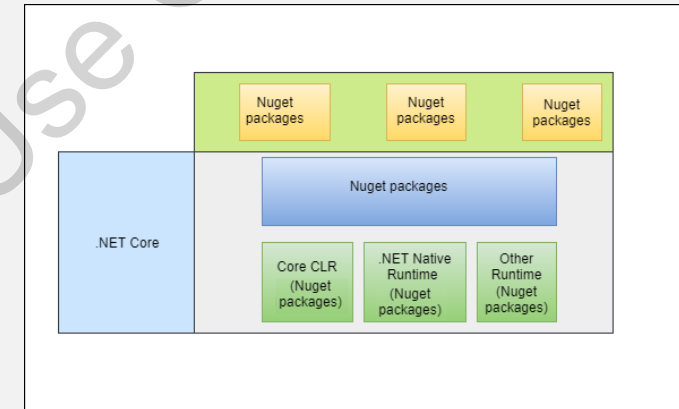 Use
Nuget
packages
Nuget
packages
Nuget
packages
Nuget packages
.NET Core
Core CLR
(Nuget
packages)
.NET Native
Runtime
(Nuget
packages)
Other
Runtime
(Nuget
packages)